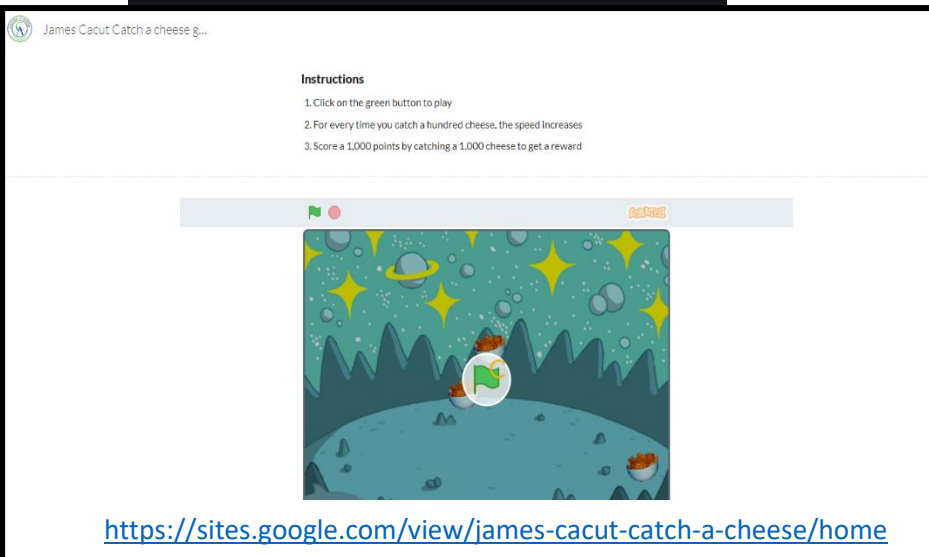 James Cacut Catch a cheese g...
Instructions
1. Click on the green button to play
2. For every time you catch a hundred cheese, the speed increases
3. Score a 1,000 points by catching a 1,000 cheese to get a reward
SCRATCH
https://sites.google.com/view/james-cacut-catch-a-cheese/home